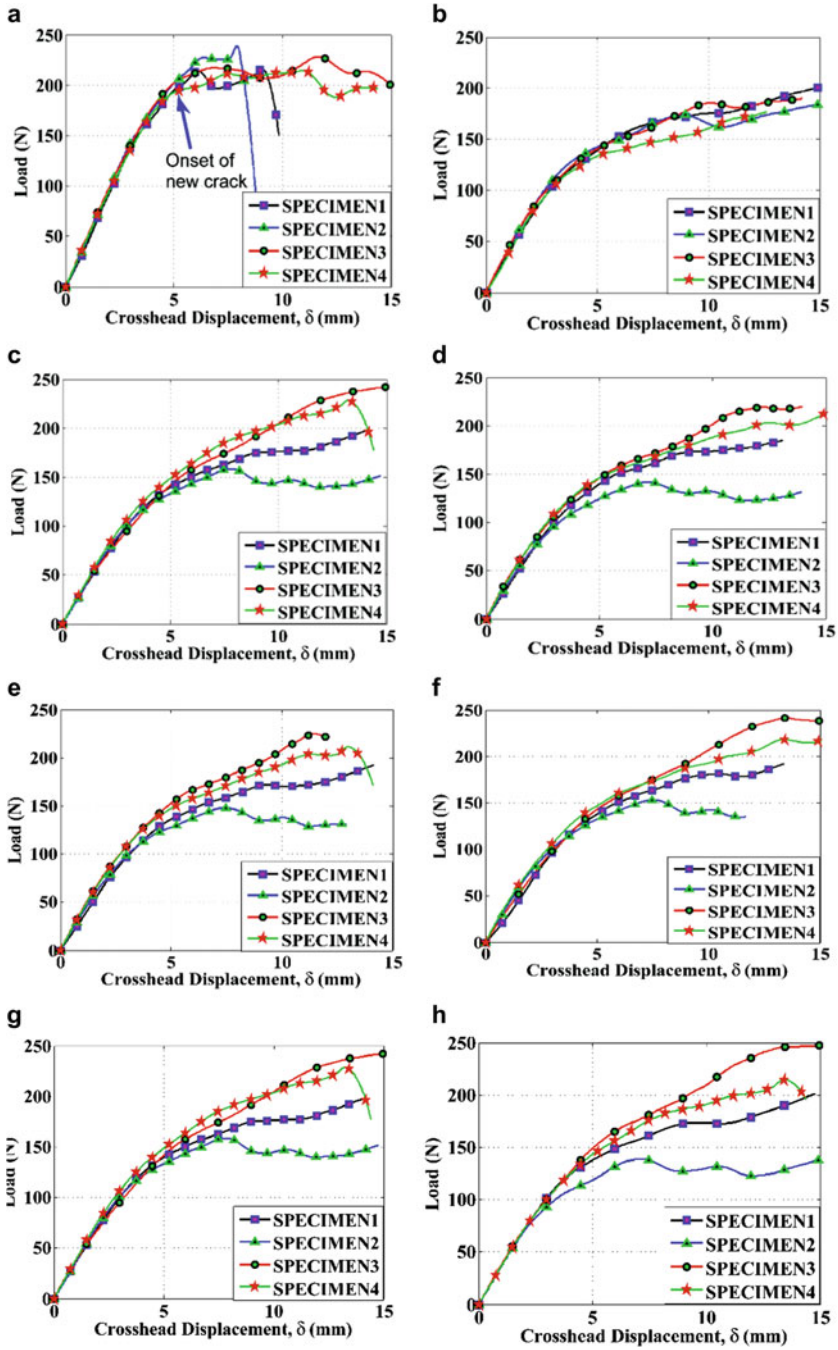 a
250
200
150
100
50
0
Load (N)
Onset of
new crack
SPECIMEN1
SPECIMEN2
SPECIMEN3
SPECIMEN4
0 5 10 15
Crosshead Displacement, δ (mm)
b
250
200
150
100
50
0
Load (N)
SPECIMEN1
SPECIMEN2
SPECIMEN3
SPECIMEN4
0 5 10 15
Crosshead Displacement, δ (mm)
c
250
200
150
100
50
0
Load (N)
SPECIMEN1
SPECIMEN2
SPECIMEN3
SPECIMEN4
0 5 10 15
Crosshead Displacement, δ (mm)
d
250
200
150
100
50
0
Load (N)
SPECIMEN1
SPECIMEN2
SPECIMEN3
SPECIMEN4
0 5 10 15
Crosshead Displacement, δ (mm)
e
250
200
150
100
50
0
Load (N)
SPECIMEN1
SPECIMEN2
SPECIMEN3
SPECIMEN4
0 5 10 15
Crosshead Displacement, δ (mm)
f
250
200
150
100
50
0
Load (N)
SPECIMEN1
SPECIMEN2
SPECIMEN3
SPECIMEN4
0 5 10 15
Crosshead Displacement, δ (mm)
g
250
200
150
100
50
0
Load (N)
SPECIMEN1
SPECIMEN2
SPECIMEN3
SPECIMEN4
0 5 10 15
Crosshead Displacement, δ (mm)
h
250
200
150
100
50
0
Load (N)
SPECIMEN1
SPECIMEN2
SPECIMEN3
SPECIMEN4
0 5 10 15
Crosshead Displacement, δ (mm)